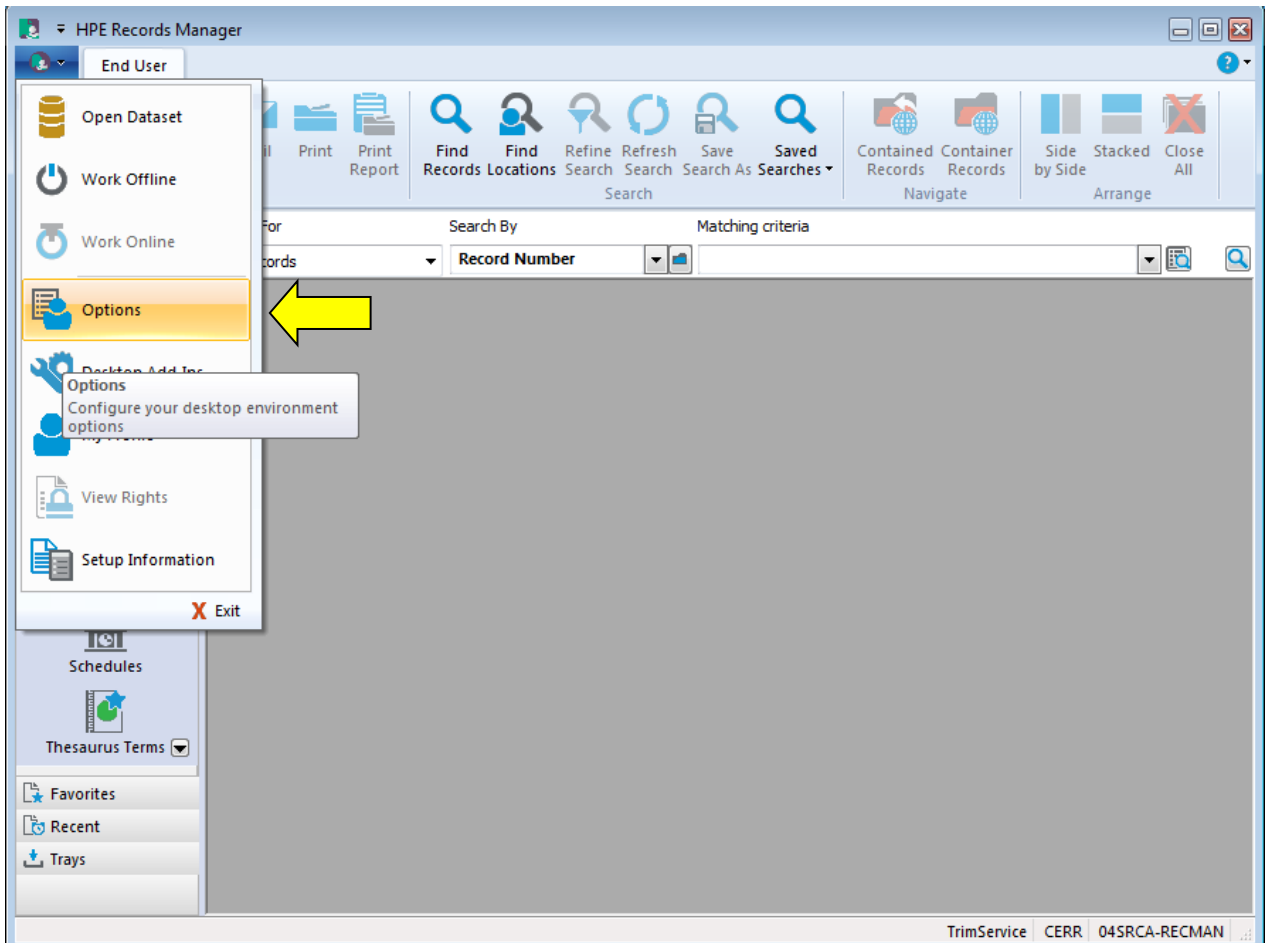 HPE Records Manager
End User
Open Dataset
Work Offline
Work Online
Options
Options
Configure your desktop environment
options
View Rights
Setup Information
X Exit
Print
Print Report
Find Records
Find Locations
Refine Search
Refresh Search
Save Search As
Saved Searches
Search
Contained Records
Container Records
Navigate
Side by Side
Stacked
Close All
Arrange
For
Search By
Matching criteria
Record Number
Schedules
Thesaurus Terms
Favorites
Recent
Trays
TrimService CERR 04SRCA-RECMAN